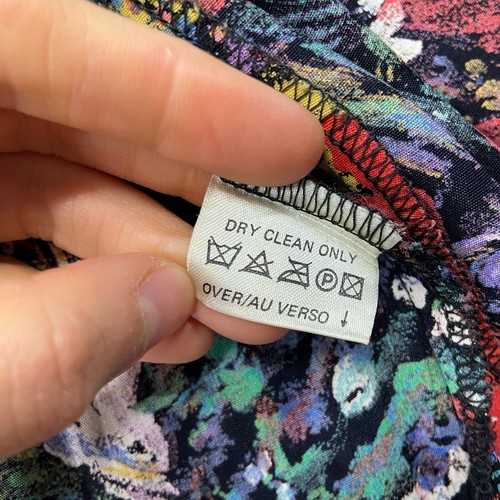 DRY CLEAN ONLY
P
OVER/AU VERSO ↓